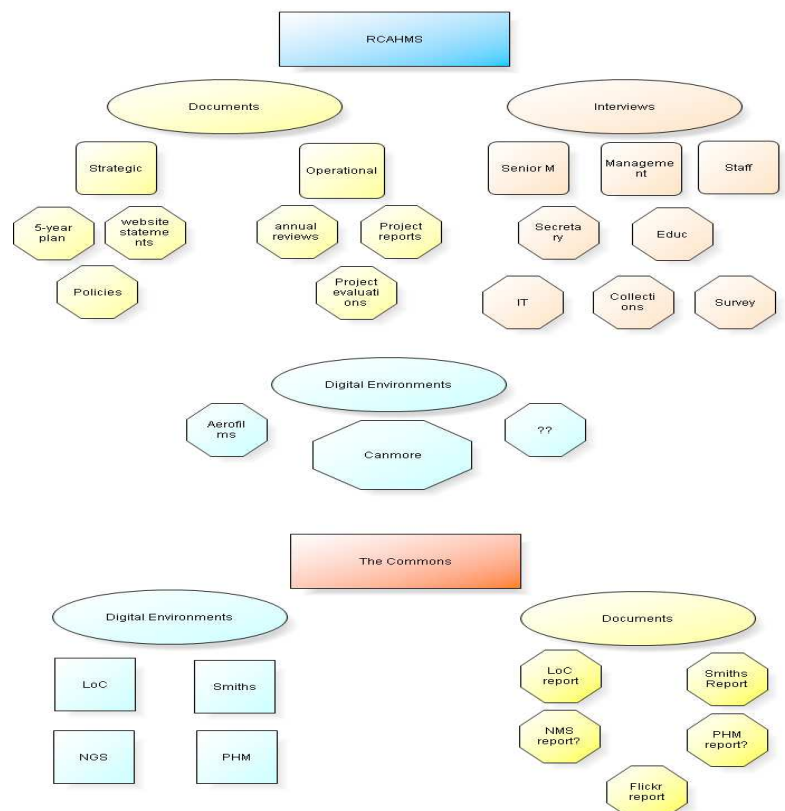 RCAHMS
Documents
Interviews
Strategic
Operational
Senior M
Manageme
nt
Staff
5-year
plan
website
stateme
nts
annual
reviews
Project
reports
Secreta
ry
Educ
Policies
Project
evaluati
ons
IT
Collecti
ons
Survey
Digital Environments
Aerofil
ms
Canmore
??
The Commons
Digital Environments
Documents
LoC
Smiths
LoC
report
Smiths
Report
NGS
PHM
NMS
report?
PHM
report?
Flickr
report